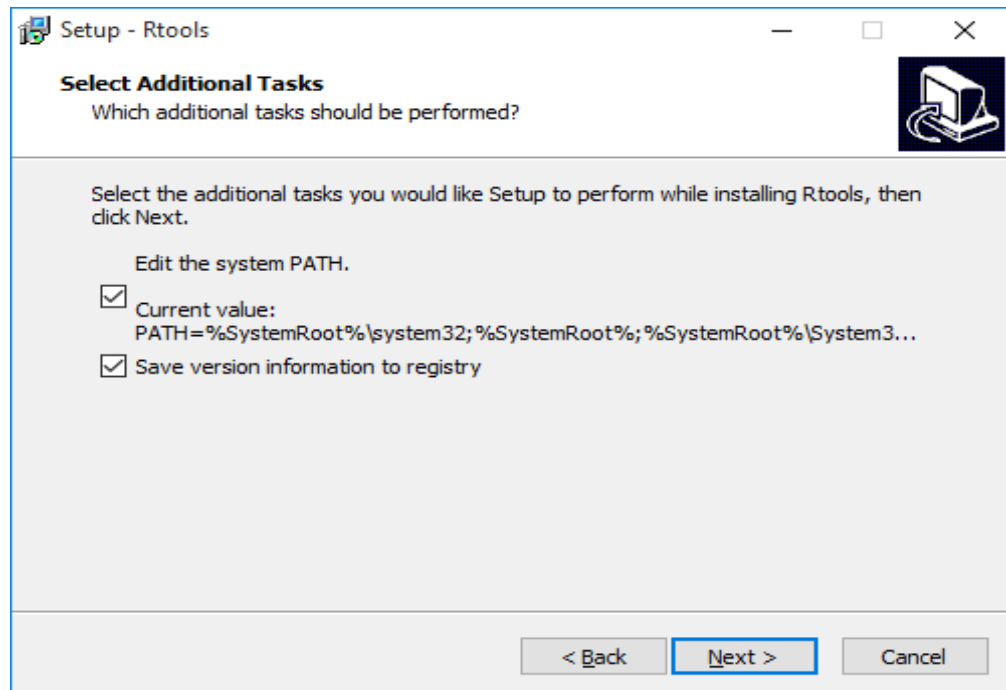 Setup - Rtools
Select Additional Tasks
Which additional tasks should be performed?
Select the additional tasks you would like Setup to perform while installing Rtools, then
click Next.
Edit the system PATH.
Current value:
PATH=%SystemRoot%\system32;%SystemRoot%;%SystemRoot%\System3...
Save version information to registry
< Back
Next >
Cancel